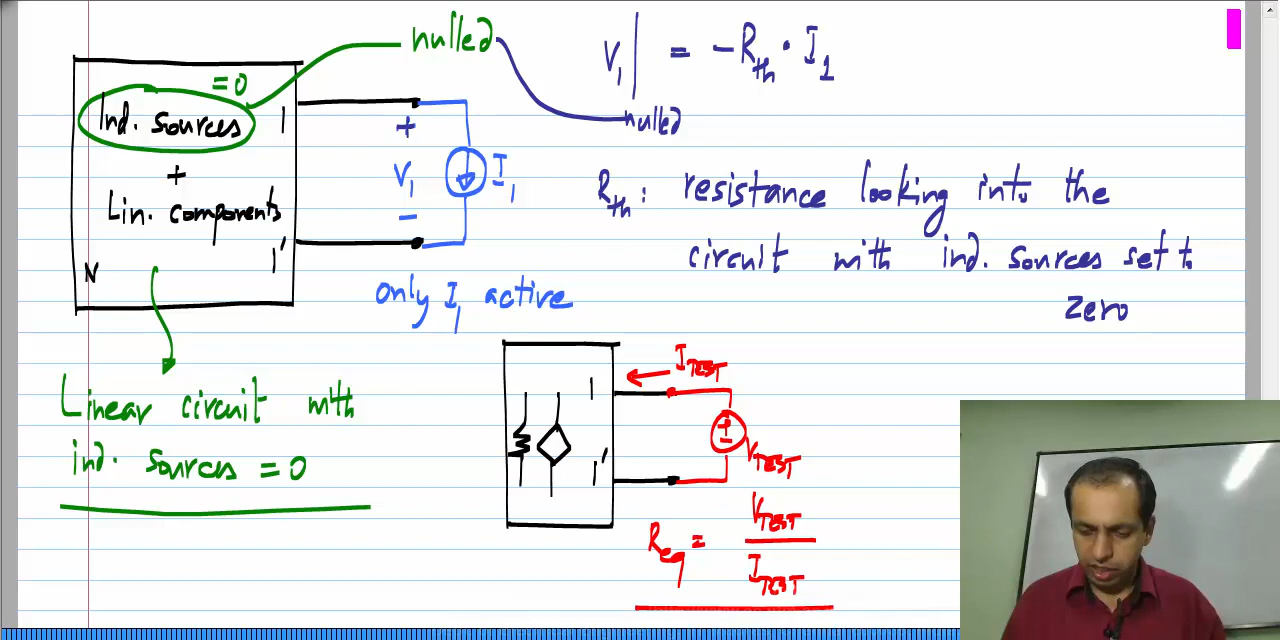 nulled
V1 | = -Rth · I1
nulled
= 0
Ind. sources
1
+
Lin. components
1'
N
+
V1
-
I1
only I1 active
Rth: resistance looking into the
circuit with ind. sources set to
zero
Linear circuit with
ind. sources = 0
ITEST
1
+
-
VTEST
1'
Req = VTEST
ITEST